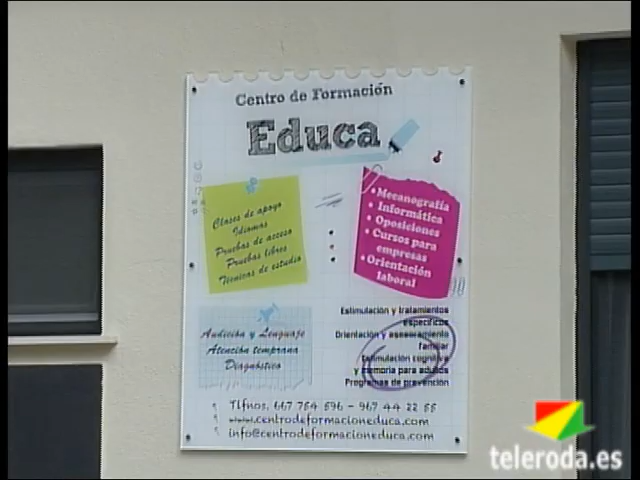 Centro de Formación
Educa
Clases de apoyo
Idiomas
Pruebas de acceso
Pruebas libres
Técnicas de estudio
• Mecanografía
• Informática
• Oposiciones
• Cursos para
empresas
• Orientación
laboral
Audición y Lenguaje
Atención temprana
Diagnóstico
Estimulación y tratamientos
específicos
Orientación y asesoramiento
familiar
Estimulación cognitiva
y memoria para adultos
Programas de prevención
Tlfnos. 667 764 596 - 967 44 22 55
www.centrodeformacioneduca.com
info@centrodeformacioneduca.com
teleroda.es